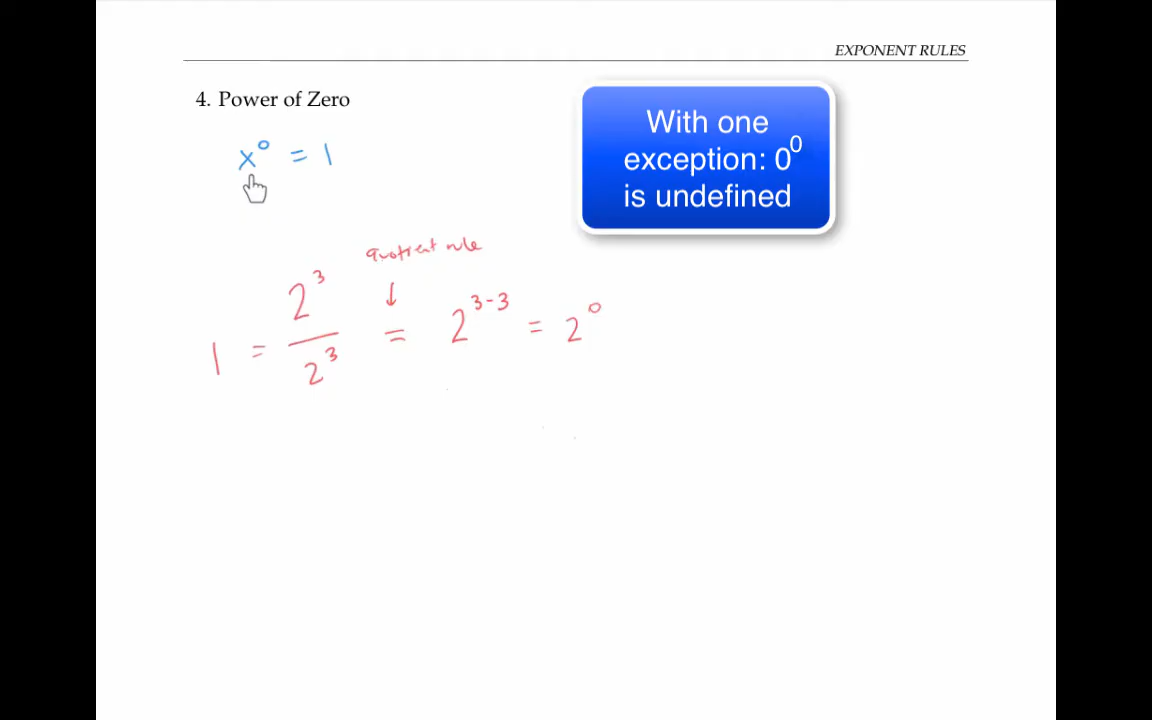 EXPONENT RULES
4. Power of Zero
x⁰ = 1
With one
exception: 0⁰
is undefined
quotient rule
↓
1 = 2³/2³ = 2³⁻³ = 2⁰